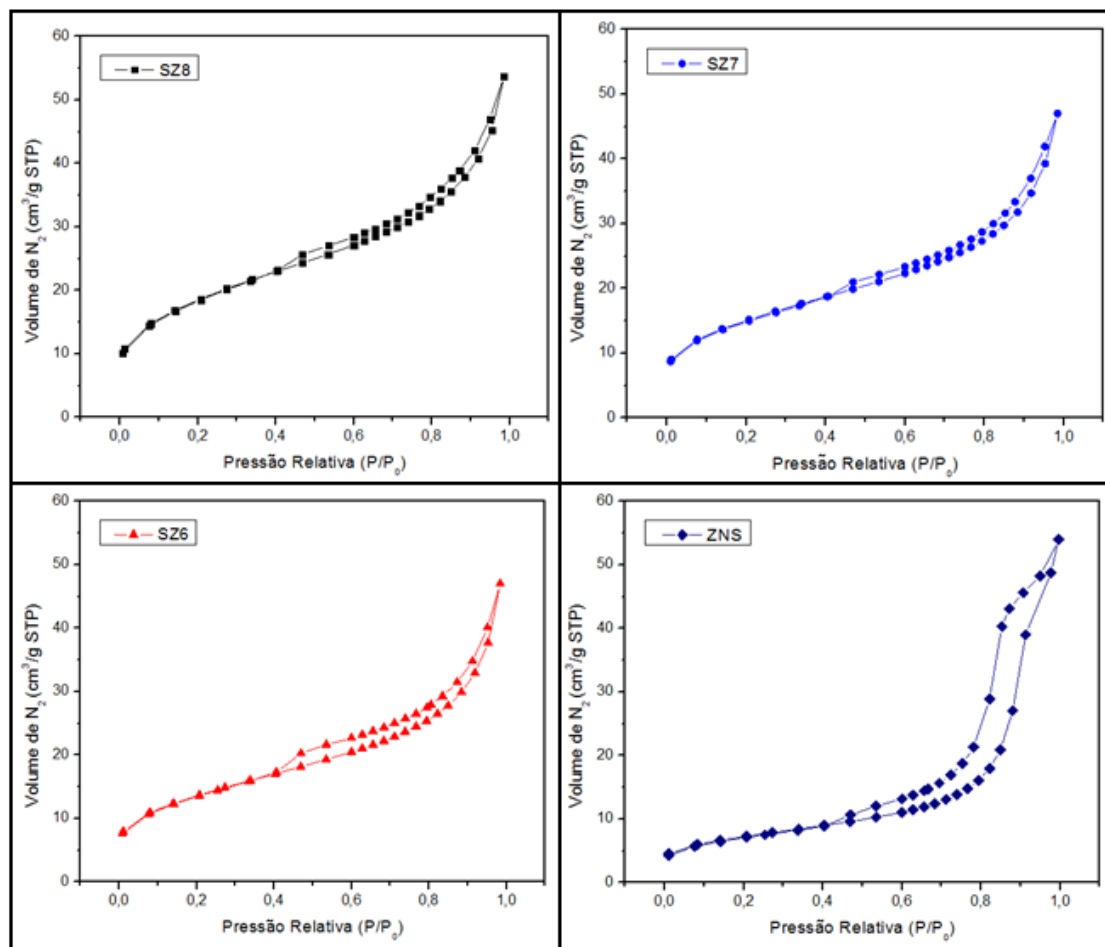 SZ8
60
50
40
30
20
10
0
Volume de N₂ (cm³/g STP)
0,0 0,2 0,4 0,6 0,8 1,0
Pressão Relativa (P/P₀)
SZ7
60
50
40
30
20
10
0
Volume de N₂ (cm³/g STP)
0,0 0,2 0,4 0,6 0,8 1,0
Pressão Relativa (P/P₀)
SZ6
60
50
40
30
20
10
0
Volume de N₂ (cm³/g STP)
0,0 0,2 0,4 0,6 0,8 1,0
Pressão Relativa (P/P₀)
ZNS
60
50
40
30
20
10
0
Volume de N₂ (cm³/g STP)
0,0 0,2 0,4 0,6 0,8 1,0
Pressão Relativa (P/P₀)